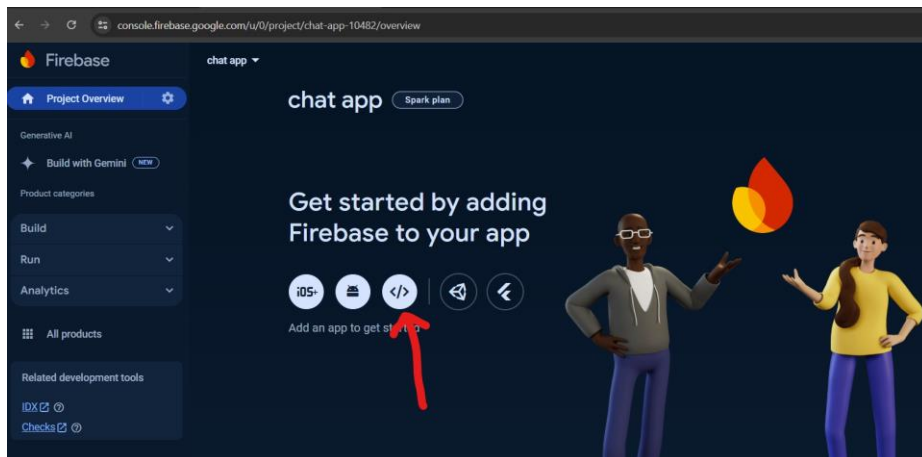 console.firebase.google.com/u/0/project/chat-app-10482/overview
Firebase
chat app
Project Overview
chat app Spark plan
Generative AI
Build with Gemini NEW
Product categories
Get started by adding
Firebase to your app
Build
Run
Analytics
iOS+
</>
Add an app to get
All products
Related development tools
IDX
Checks